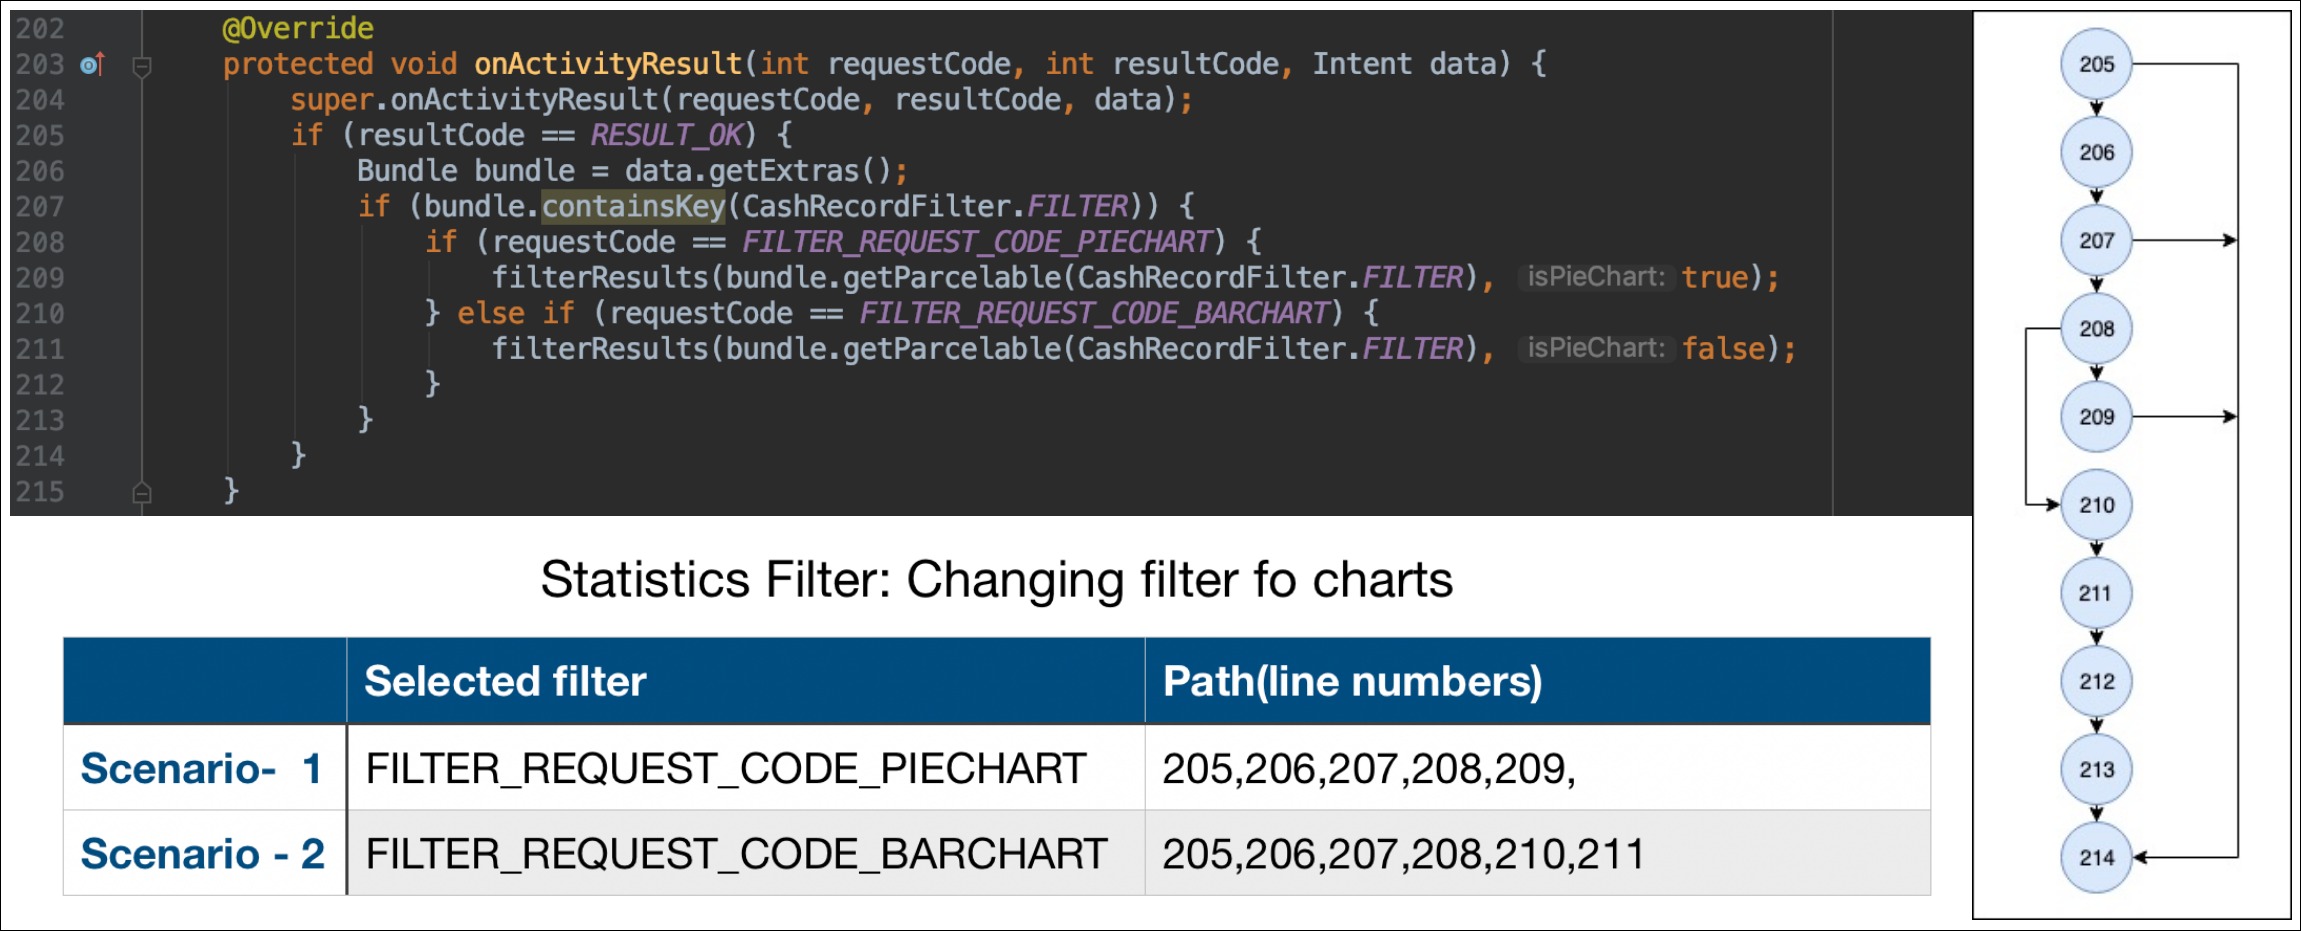 202 @Override
203 protected void onActivityResult(int requestCode, int resultCode, Intent data) {
204 super.onActivityResult(requestCode, resultCode, data);
205 if (resultCode == RESULT_OK) {
206 Bundle bundle = data.getExtras();
207 if (bundle.containsKey(CashRecordFilter.FILTER)) {
208 if (requestCode == FILTER_REQUEST_CODE_PIECHART) {
209 filterResults(bundle.getParcelable(CashRecordFilter.FILTER), isPieChart: true);
210 } else if (requestCode == FILTER_REQUEST_CODE_BARCHART) {
211 filterResults(bundle.getParcelable(CashRecordFilter.FILTER), isPieChart: false);
212 }
213 }
214 }
215 }
Statistics Filter: Changing filter fo charts
Selected filter Path(line numbers)
Scenario- 1 FILTER_REQUEST_CODE_PIECHART 205,206,207,208,209,
Scenario - 2 FILTER_REQUEST_CODE_BARCHART 205,206,207,208,210,211
205
206
207
208
209
210
211
212
213
214